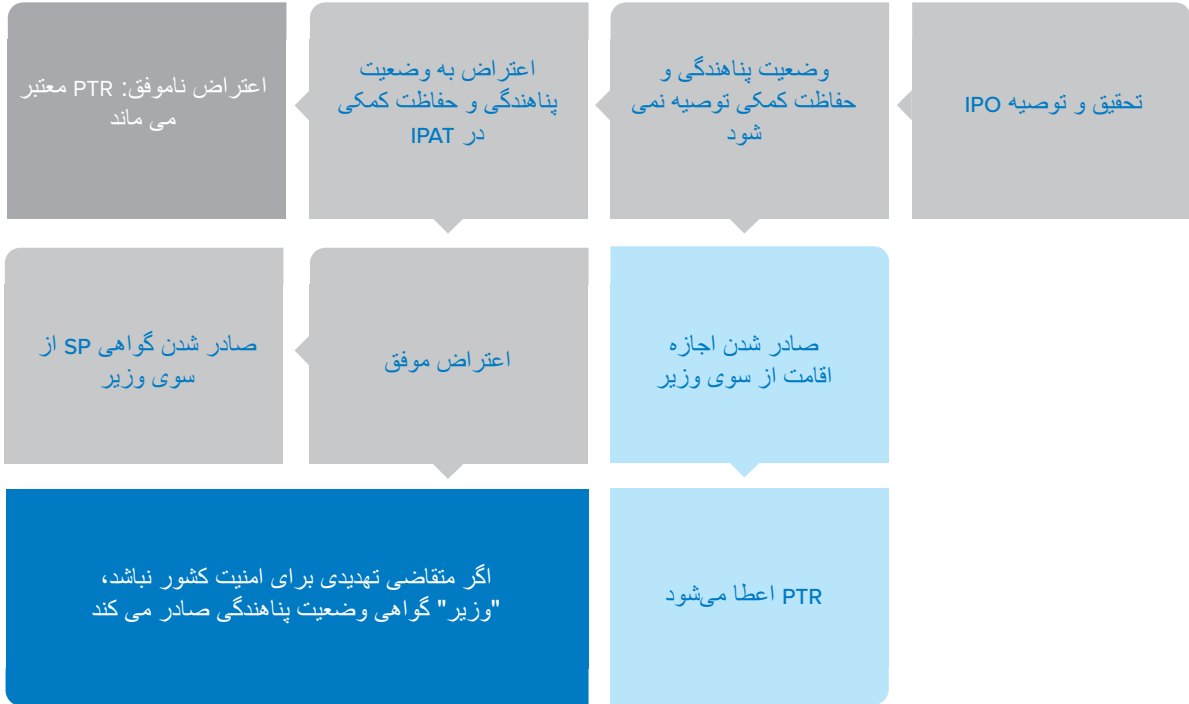 تحقیق و توصیه IPO
وضعیت پناهندگی و
حفاظت کمکی توصیه نمی
شود
اعتراض به وضعیت
پناهندگی و حفاظت کمکی
در IPAT
اعتراض ناموفق: PTR معتبر
می ماند
صادر شدن اجازه
اقامت از سوی وزیر
اعتراض موفق
صادر شدن گواهی SP از
سوی وزیر
PTR اعطا می‌شود
اگر متقاضی تهدیدی برای امنیت کشور نباشد،
"وزیر" گواهی وضعیت پناهندگی صادر می کند